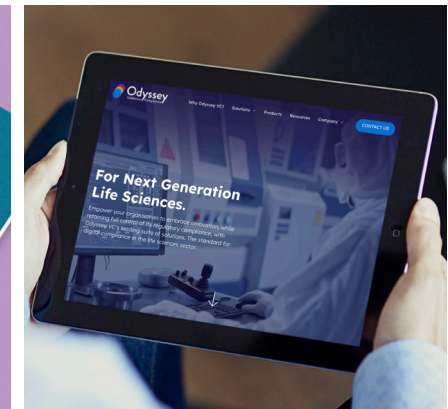 Odyssey
Validation Compliance
Why Odyssey VC?
Solutions
Products
Resources
Company
CONTACT US
For Next Generation
Life Sciences.
Empower your organisation to embrace innovation, while
retaining full control of its regulatory compliance, with
Odyssey VC's leading suite of solutions. The standard for
digital compliance in the life sciences sector.